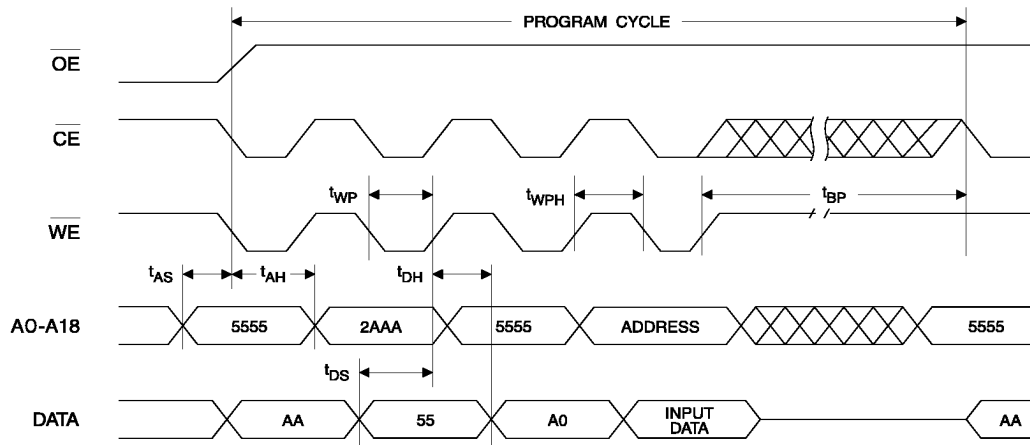 PROGRAM CYCLE
OE
CE
tWP
tWPH
tBP
WE
tAS
tAH
tDH
A0-A18
5555
2AAA
5555
ADDRESS
5555
tDS
DATA
AA
55
A0
INPUT
DATA
AA